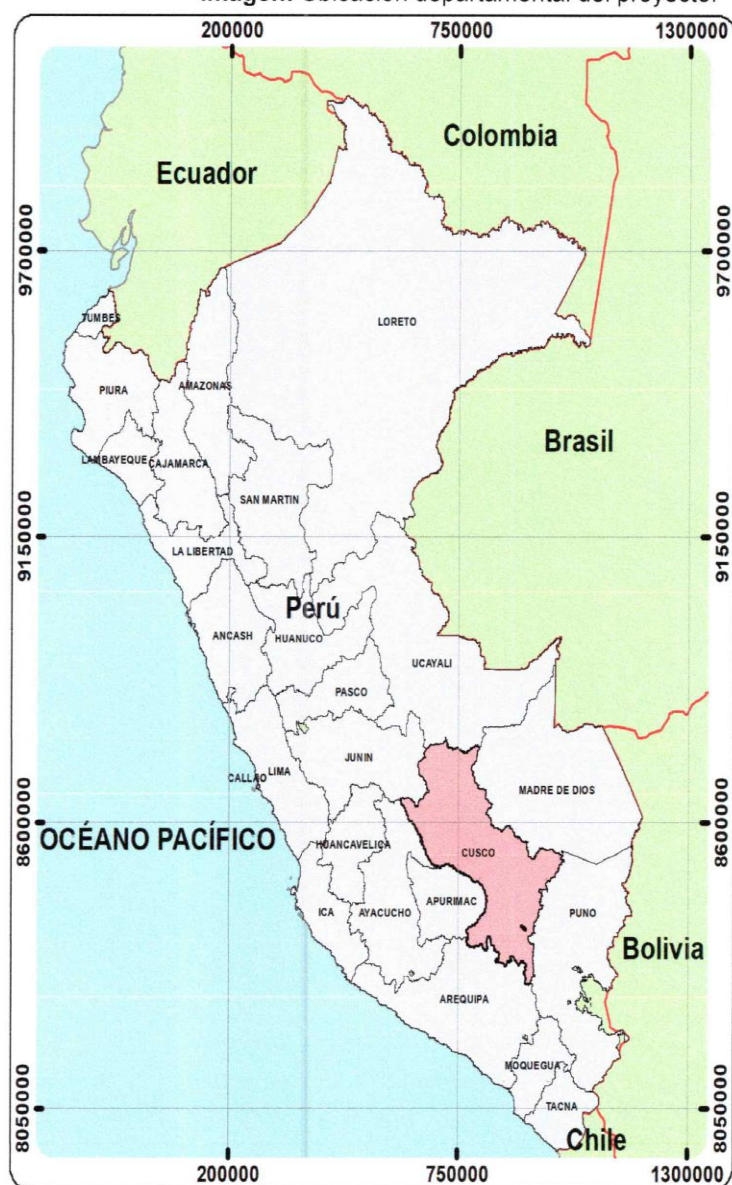 Imagen: Ubicación departamental del proyecto.
200000 750000 1300000
Colombia
Ecuador
9700000 9700000
TUMBES
LORETO
PIURA AMAZONAS
Brasil
LAMBAYEQUE CAJAMARCA
SAN MARTIN
9150000 9150000
LA LIBERTAD
Perú
ANCASH HUANUCO
UCAYALI
PASCO
JUNIN
CALLAO LIMA
MADRE DE DIOS
8600000 8600000
OCÉANO PACÍFICO
HUANCAVELICA
CUSCO
APURIMAC
ICA AYACUCHO PUNO
Bolivia
AREQUIPA
MOQUEGUA
TACNA
8050000 8050000
Chile
200000 750000 1300000